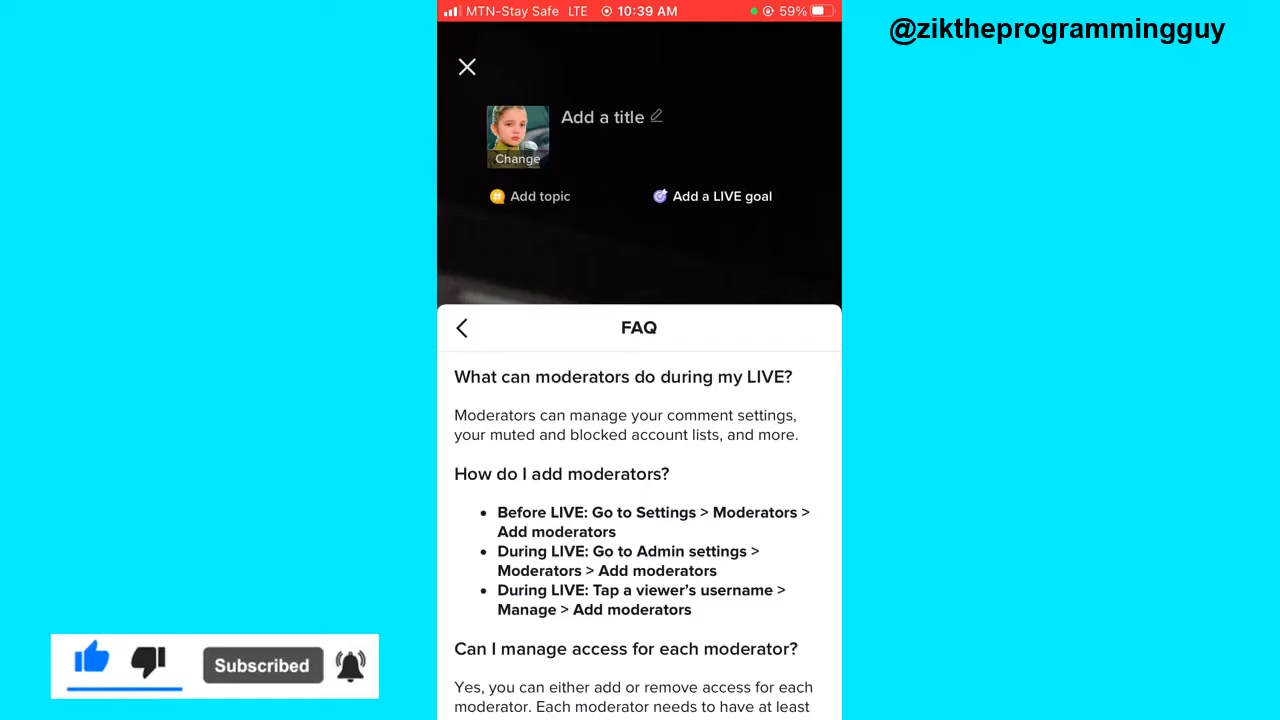 MTN-Stay Safe LTE 10:39 AM 59%
@ziktheprogrammingguy
Add a title
Change
Add topic
Add a LIVE goal
FAQ
What can moderators do during my LIVE?
Moderators can manage your comment settings,
your muted and blocked account lists, and more.
How do I add moderators?
• Before LIVE: Go to Settings > Moderators >
Add moderators
• During LIVE: Go to Admin settings >
Moderators > Add moderators
• During LIVE: Tap a viewer’s username >
Manage > Add moderators
Can I manage access for each moderator?
Yes, you can either add or remove access for each
moderator. Each moderator needs to have at least
Subscribed